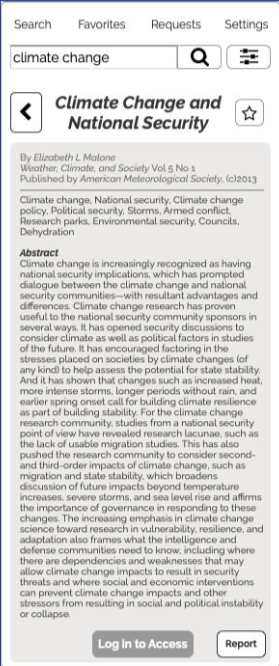 Search Favorites Requests Settings
climate change
Climate Change and
National Security
By Elizabeth L Malone
Weather, Climate, and Society Vol 5 No 1
Published by American Meteorological Society, (c)2013
Climate change, National security, Climate change
policy, Political security, Storms, Armed conflict,
Research parks, Environmental security, Councils,
Dehydration
Abstract
Climate change is increasingly recognized as having
national security implications, which has prompted
dialogue between the climate change and national
security communities—with resultant advantages and
differences. Climate change research has proven
useful to the national security community sponsors in
several ways. It has opened security discussions to
consider climate as well as political factors in studies
of the future. It has encouraged factoring in the
stresses placed on societies by climate changes (of
any kind) to help assess the potential for state stability.
And it has shown that changes such as increased heat,
more intense storms, longer periods without rain, and
earlier spring onset call for building climate resilience
as part of building stability. For the climate change
research community, studies from a national security
point of view have revealed research lacunae, such as
the lack of usable migration studies. This has also
pushed the research community to consider second-
and third-order impacts of climate change, such as
migration and state stability, which broadens
discussion of future impacts beyond temperature
increases, severe storms, and sea level rise and affirms
the importance of governance in responding to these
changes. The increasing emphasis in climate change
science toward research in vulnerability, resilience, and
adaptation also frames what the intelligence and
defense communities need to know, including where
there are dependencies and weaknesses that may
allow climate change impacts to result in security
threats and where social and economic interventions
can prevent climate change impacts and other
stressors from resulting in social and political instability
or collapse.
Log in to Access Report